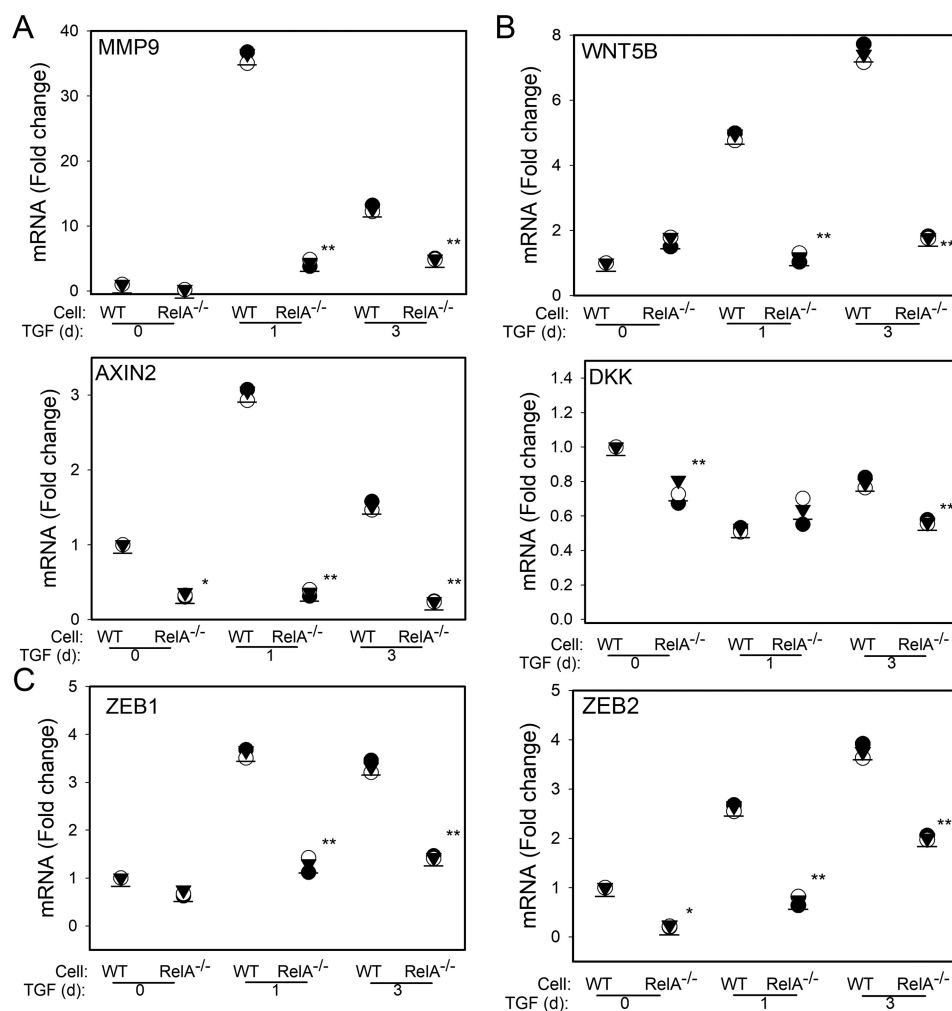 A
MMP9
mRNA (Fold change)
40
30
20
10
0
**
**
Cell: WT RelA⁻/⁻ WT RelA⁻/⁻ WT RelA⁻/⁻
TGF (d): 0 1 3
B
WNT5B
mRNA (Fold change)
8
6
4
2
0
**
**
Cell: WT RelA⁻/⁻ WT RelA⁻/⁻ WT RelA⁻/⁻
TGF (d): 0 1 3
AXIN2
mRNA (Fold change)
3
2
1
0
*
**
**
Cell: WT RelA⁻/⁻ WT RelA⁻/⁻ WT RelA⁻/⁻
TGF (d): 0 1 3
DKK
mRNA (Fold change)
1.4
1.2
1.0
0.8
0.6
0.4
0.2
0.0
**
**
Cell: WT RelA⁻/⁻ WT RelA⁻/⁻ WT RelA⁻/⁻
TGF (d): 0 1 3
C
ZEB1
mRNA (Fold change)
5
4
3
2
1
0
**
**
Cell: WT RelA⁻/⁻ WT RelA⁻/⁻ WT RelA⁻/⁻
TGF (d): 0 1 3
ZEB2
mRNA (Fold change)
5
4
3
2
1
0
*
**
**
Cell: WT RelA⁻/⁻ WT RelA⁻/⁻ WT RelA⁻/⁻
TGF (d): 0 1 3